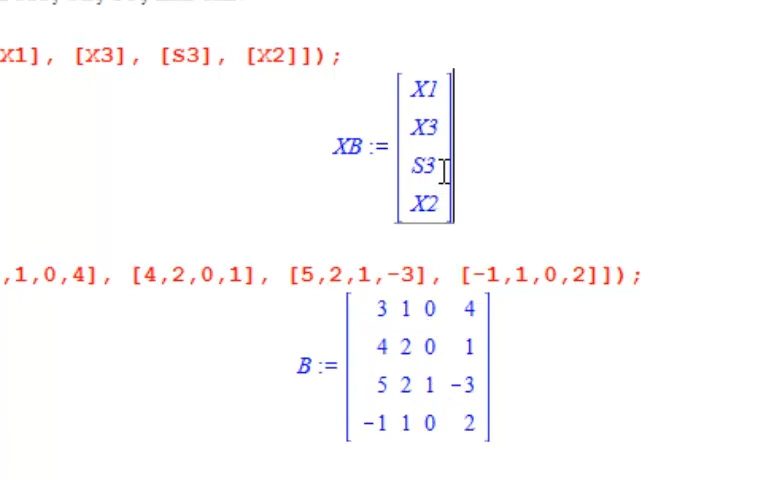 X1], [X3], [S3], [X2]]);
XB := [ X1
X3
S3
X2 ]
,1,0,4], [4,2,0,1], [5,2,1,-3], [-1,1,0,2]]);
B := [ 3 1 0 4
4 2 0 1
5 2 1 -3
-1 1 0 2 ]